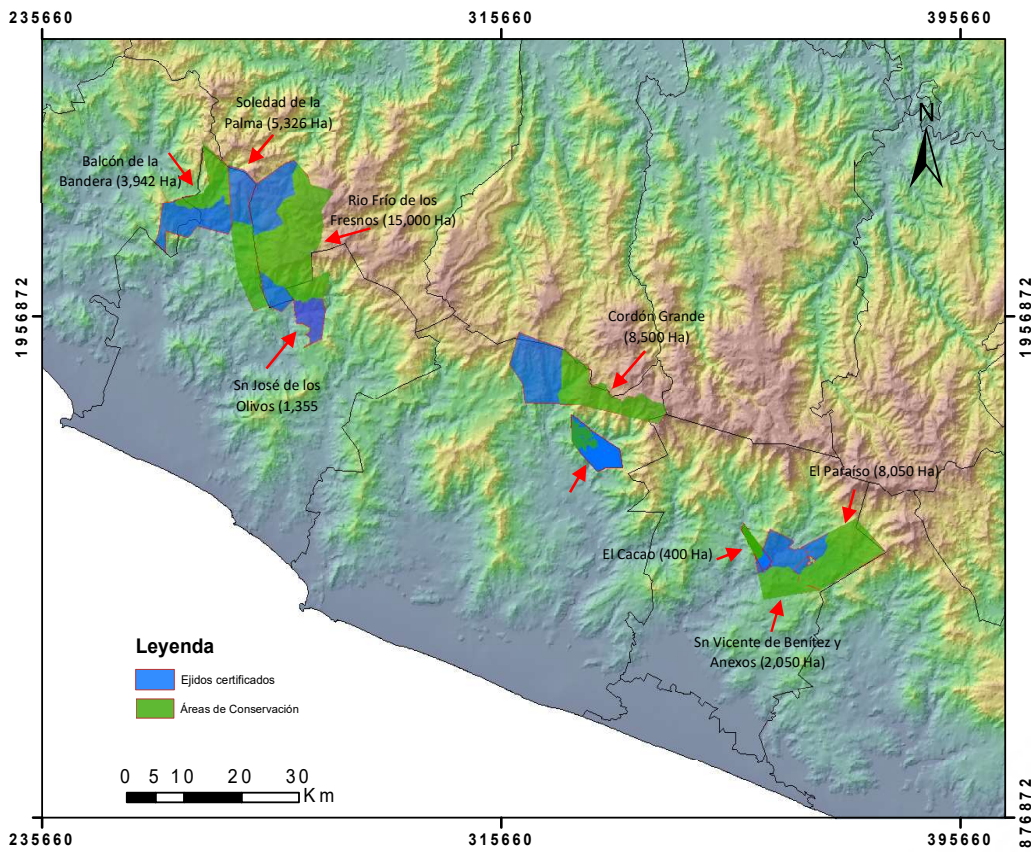 235660
315660
395660
N
Soledad de la
Palma (5,326 Ha)
Balcón de la
Bandera (3,942 Ha)
Rio Frío de los
Fresnos (15,000 Ha)
1956872
1956872
Cordón Grande
(8,500 Ha)
Sn José de los
Olivos (1,355
El Paraíso (8,050 Ha)
El Cacao (400 Ha)
Sn Vicente de Benítez y
Anexos (2,050 Ha)
Leyenda
Ejidos certificados
Áreas de Conservación
0 5 10 20 30
Km
876872
235660
315660
395660